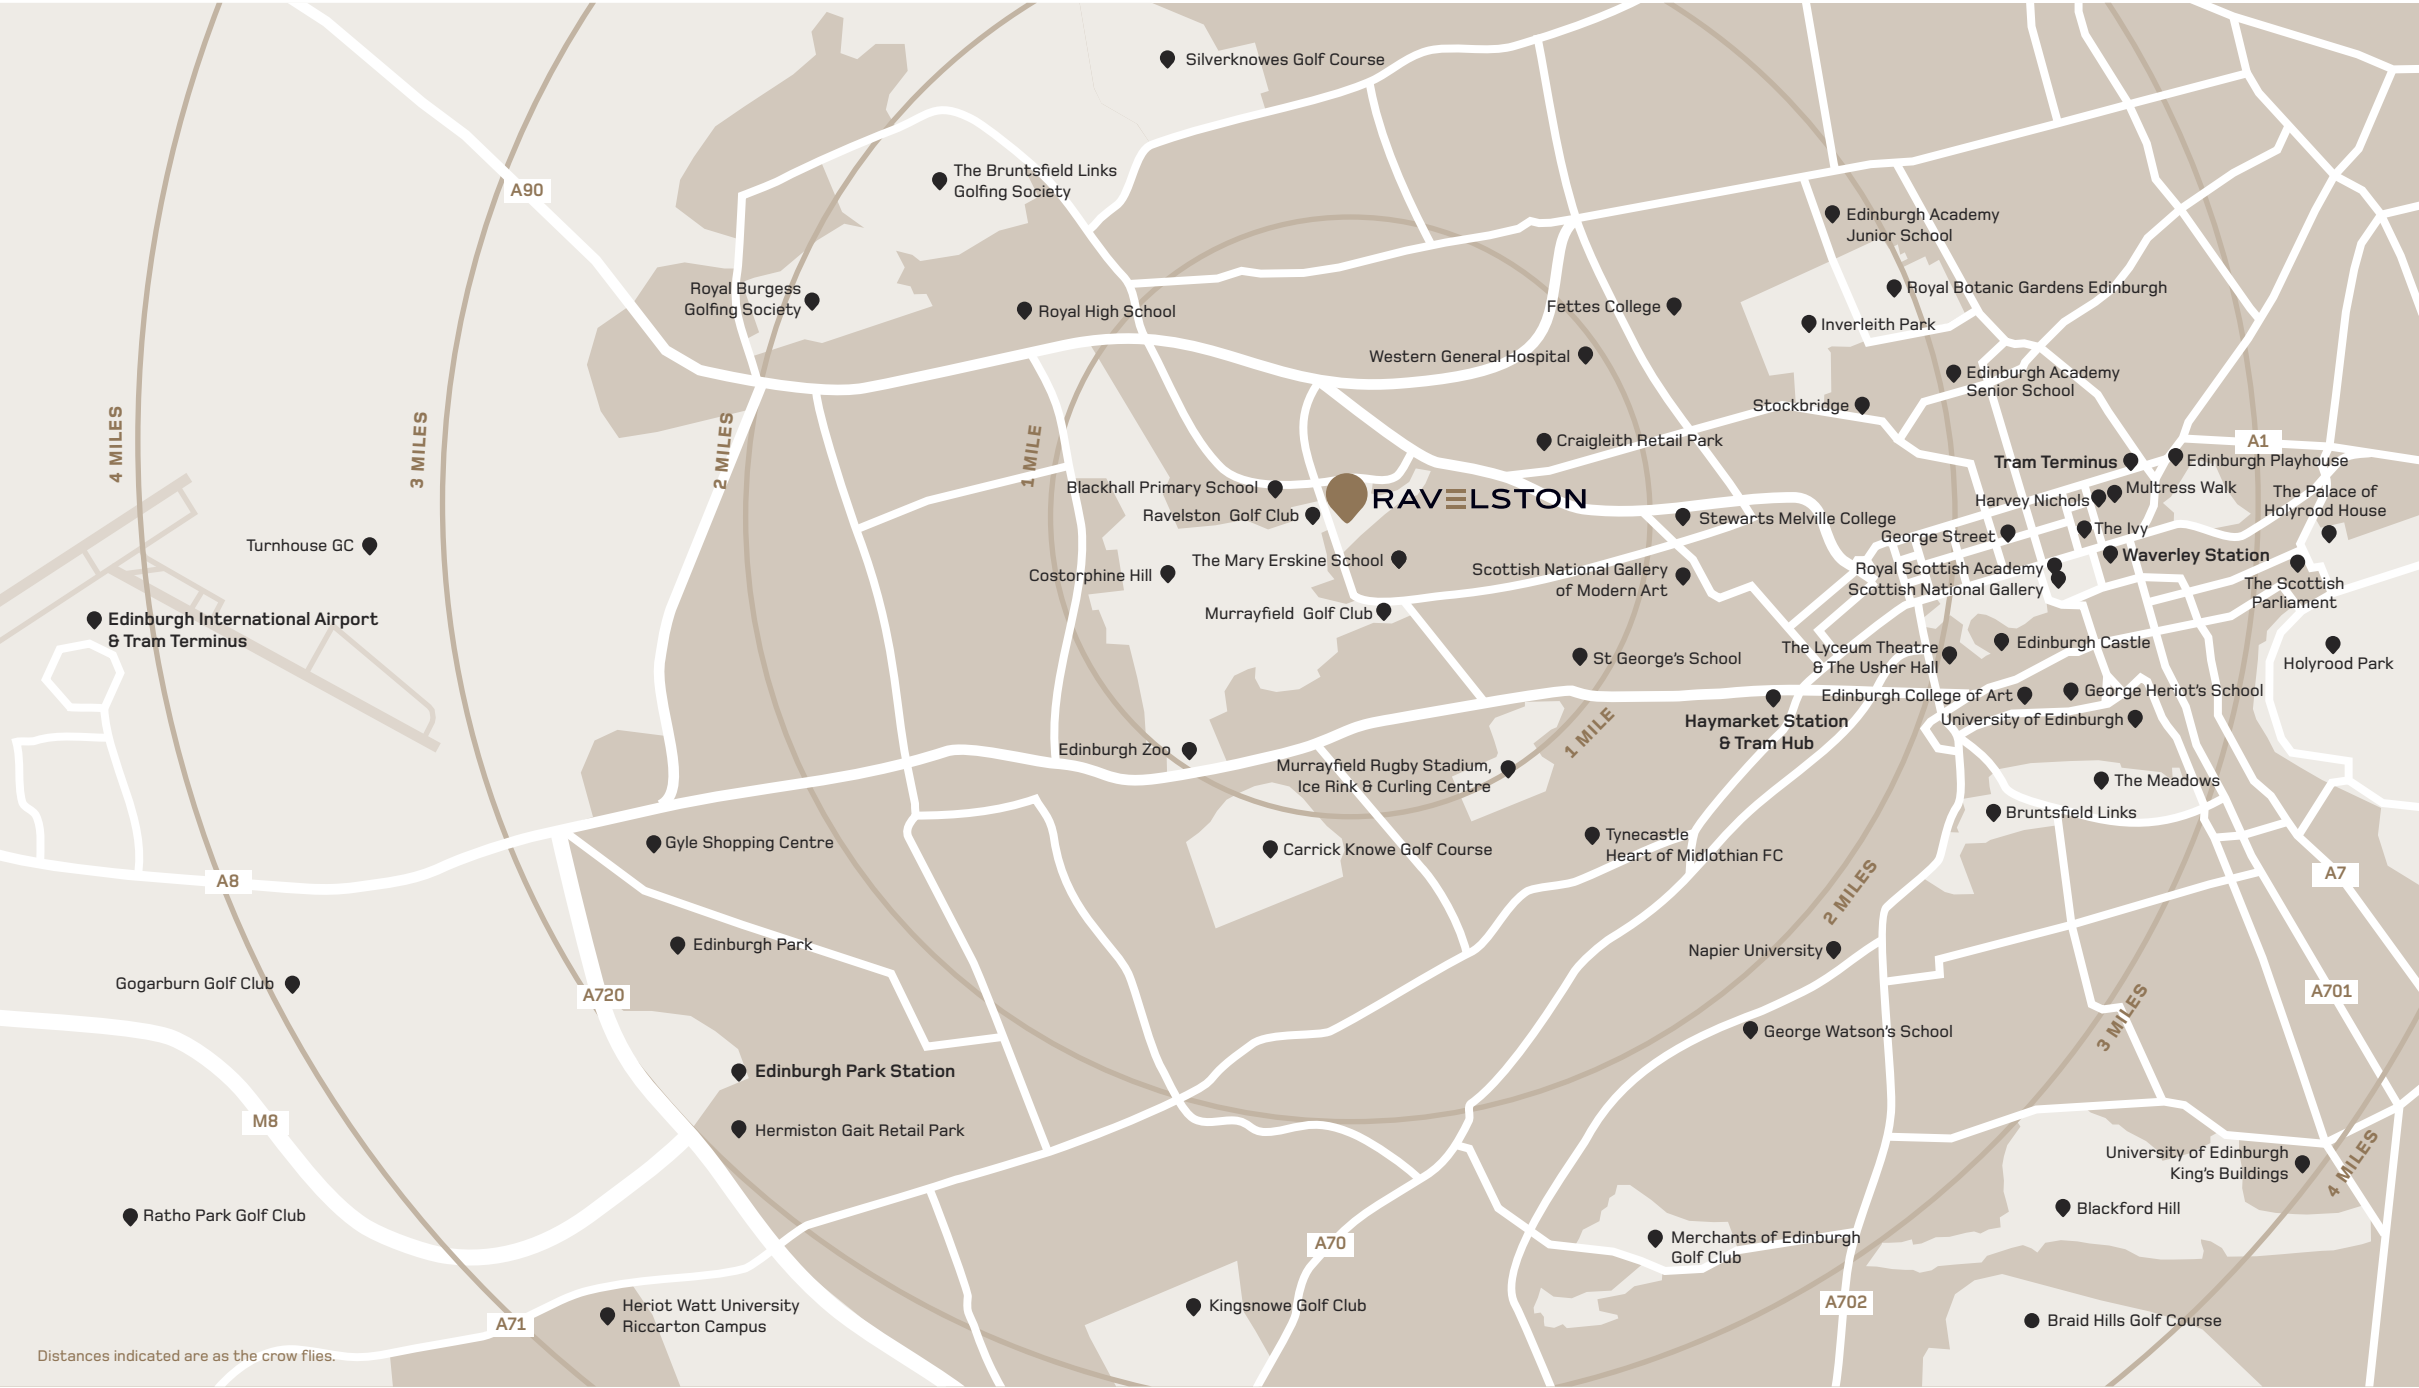 Silverknowes Golf Course
The Bruntsfield Links
Golfing Society
A90
Edinburgh Academy
Junior School
Royal Burgess
Golfing Society
Royal High School
Fettes College
Royal Botanic Gardens Edinburgh
Inverleith Park
Western General Hospital
Edinburgh Academy
Senior School
Stockbridge
4 MILES
3 MILES
2 MILES
1 MILE
Craigleith Retail Park
A1
Tram Terminus
Edinburgh Playhouse
Blackhall Primary School
RAVELSTON
Harvey Nichols
Multress Walk
The Palace of
Holyrood House
Ravelston Golf Club
Stewarts Melville College
George Street
The Ivy
Turnhouse GC
Waverley Station
The Mary Erskine School
Costorphine Hill
Scottish National Gallery
of Modern Art
Royal Scottish Academy
Scottish National Gallery
The Scottish
Parliament
Edinburgh International Airport
& Tram Terminus
Murrayfield Golf Club
St George's School
The Lyceum Theatre
& The Usher Hall
Edinburgh Castle
Holyrood Park
Edinburgh College of Art
George Heriot's School
Haymarket Station
& Tram Hub
University of Edinburgh
1 MILE
Edinburgh Zoo
Murrayfield Rugby Stadium,
Ice Rink & Curling Centre
The Meadows
Bruntsfield Links
Gyle Shopping Centre
Carrick Knowe Golf Course
Tynecastle
Heart of Midlothian FC
A8
A7
2 MILES
Edinburgh Park
Napier University
Gogarburn Golf Club
A720
A701
3 MILES
George Watson's School
Edinburgh Park Station
M8
Hermiston Gait Retail Park
University of Edinburgh
King's Buildings
4 MILES
Ratho Park Golf Club
Blackford Hill
A70
Merchants of Edinburgh
Golf Club
Heriot Watt University
Riccarton Campus
Kingsnowe Golf Club
A702
A71
Braid Hills Golf Course
Distances indicated are as the crow flies.